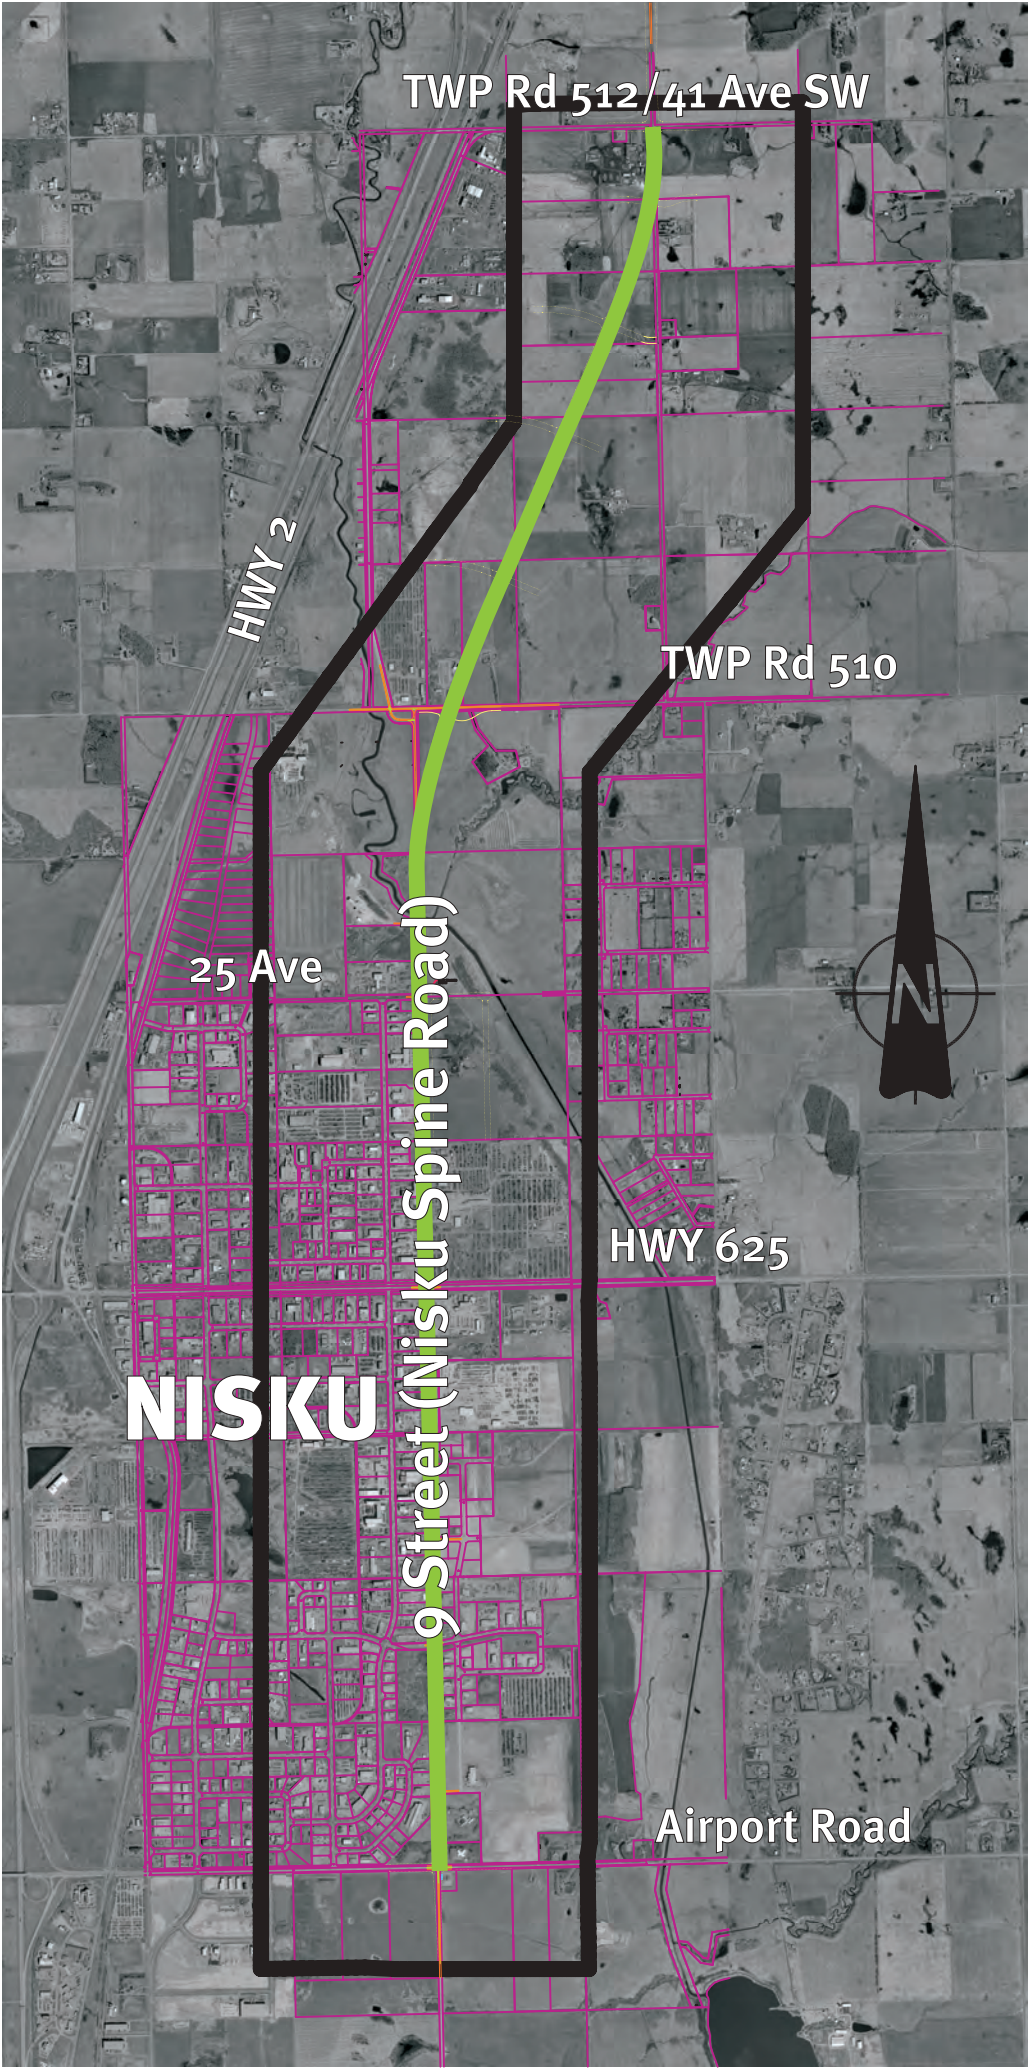 TWP Rd 512/41 Ave SW
HWY 2
TWP Rd 510
25 Ave
9 Street (Nisku Spine Road)
N
HWY 625
NISKU
Airport Road